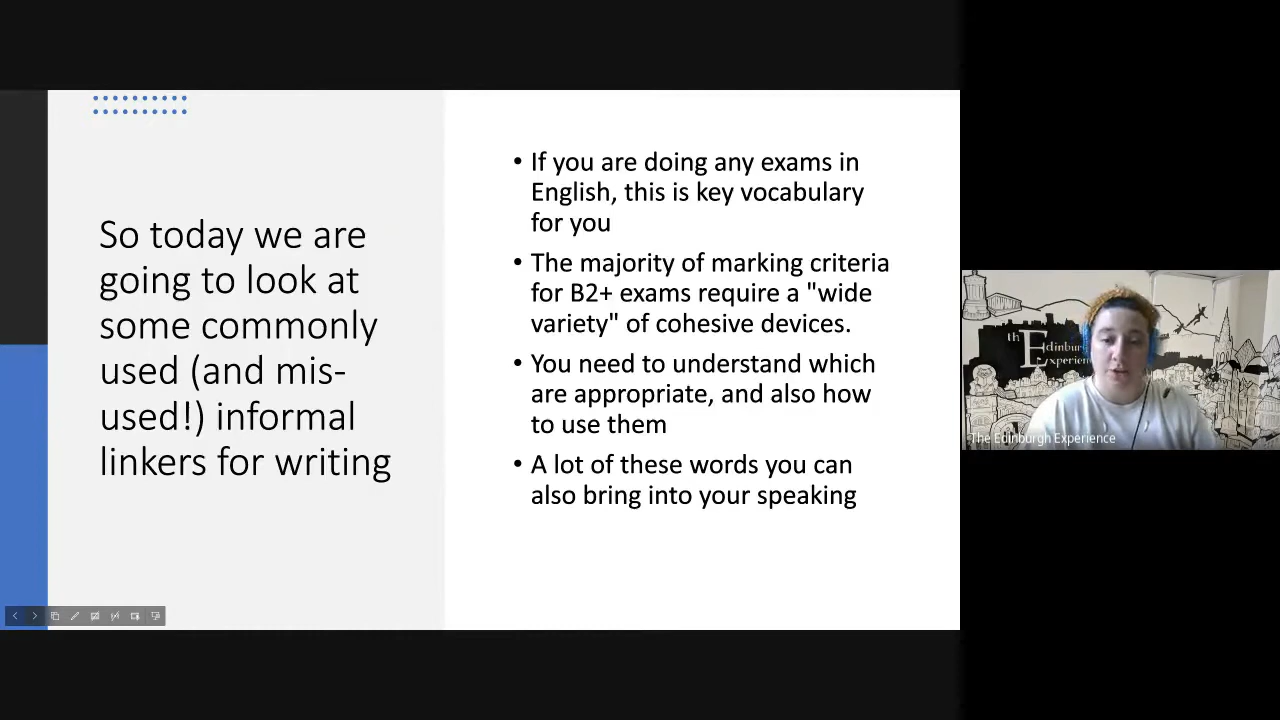 So today we are
going to look at
some commonly
used (and mis-
used!) informal
linkers for writing
• If you are doing any exams in
English, this is key vocabulary
for you
• The majority of marking criteria
for B2+ exams require a "wide
variety" of cohesive devices.
• You need to understand which
are appropriate, and also how
to use them
• A lot of these words you can
also bring into your speaking
th Edinbur
Experien
The Edinburgh Experience